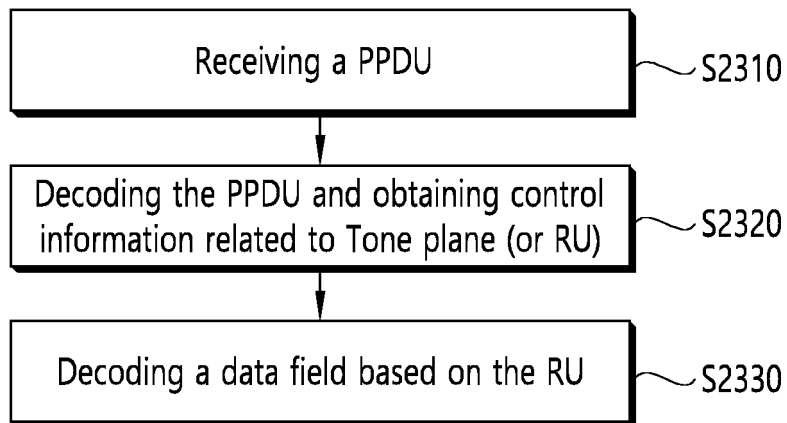 Receiving a PPDU
S2310
Decoding the PPDU and obtaining control
information related to Tone plane (or RU)
S2320
Decoding a data field based on the RU
S2330